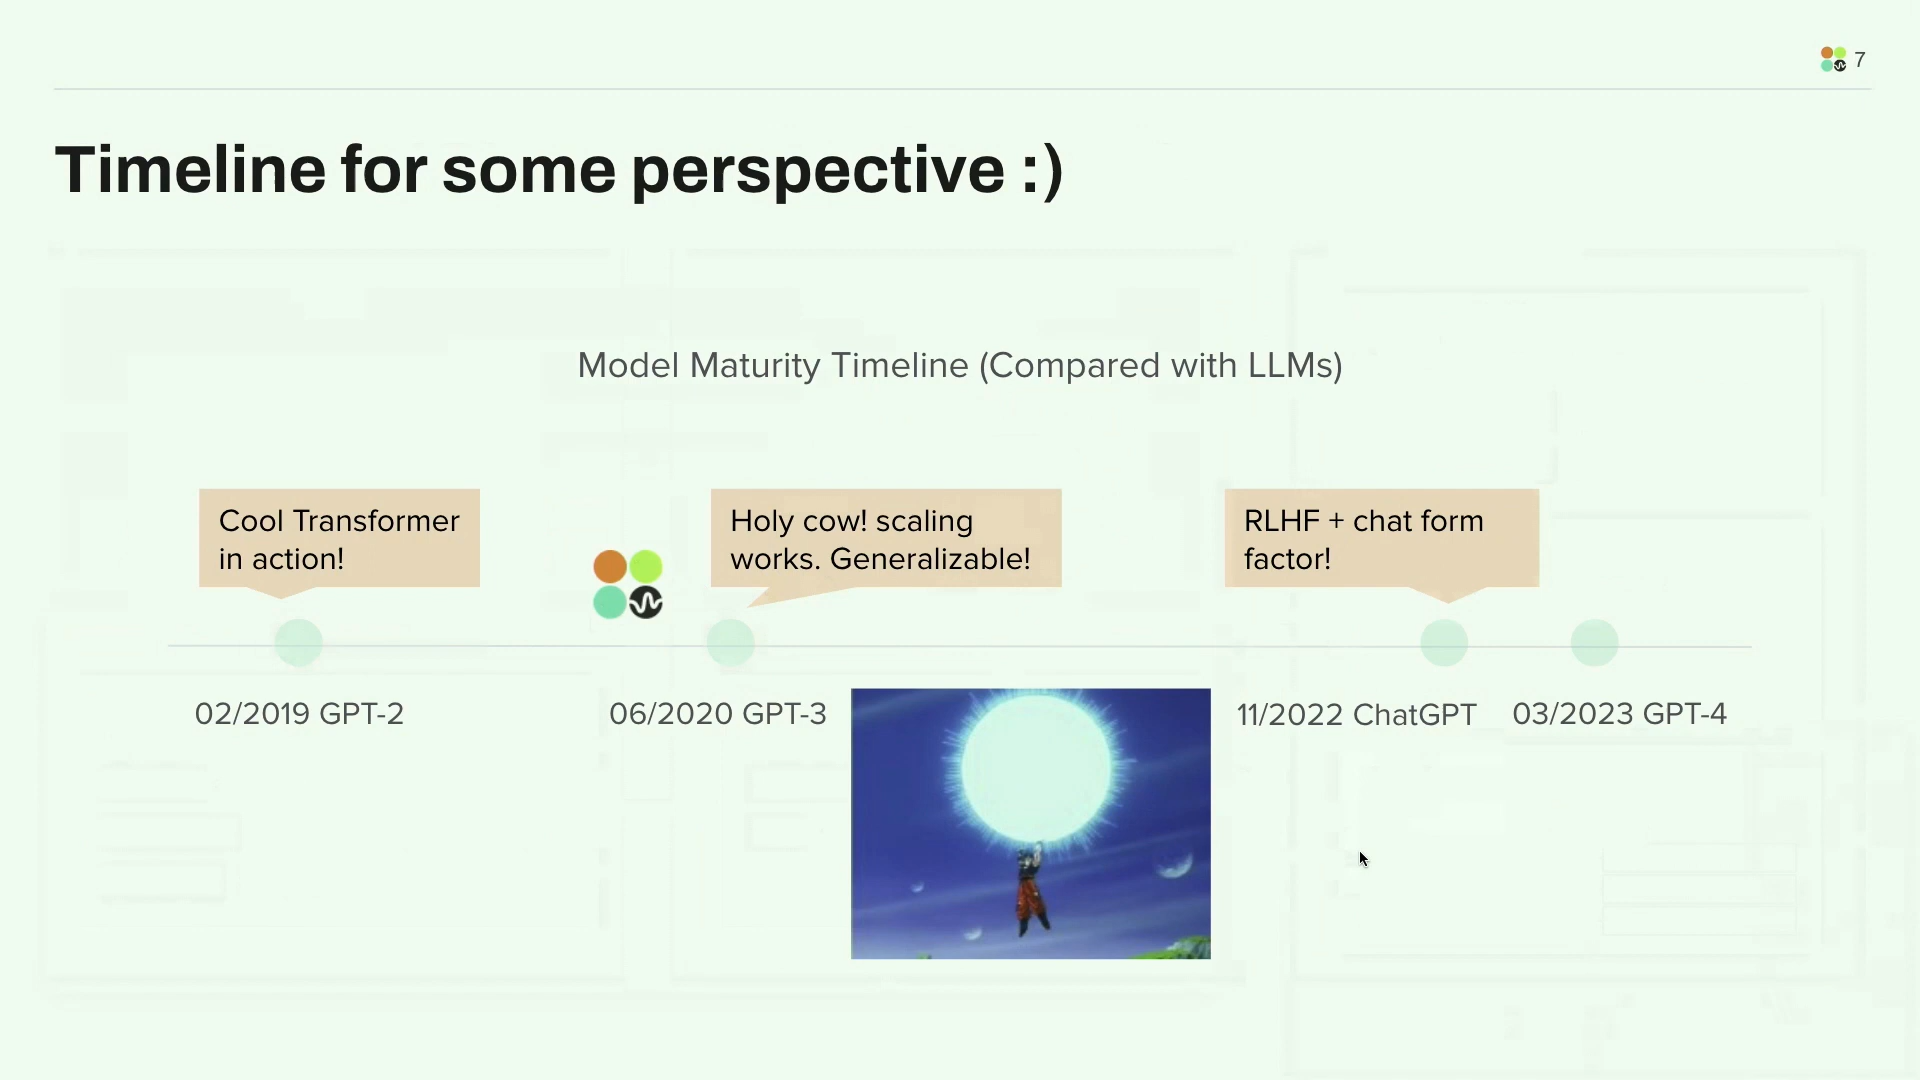 7
Timeline for some perspective :)
Model Maturity Timeline (Compared with LLMs)
Cool Transformer
in action!
Holy cow! scaling
works. Generalizable!
RLHF + chat form
factor!
02/2019 GPT-2
06/2020 GPT-3
11/2022 ChatGPT
03/2023 GPT-4